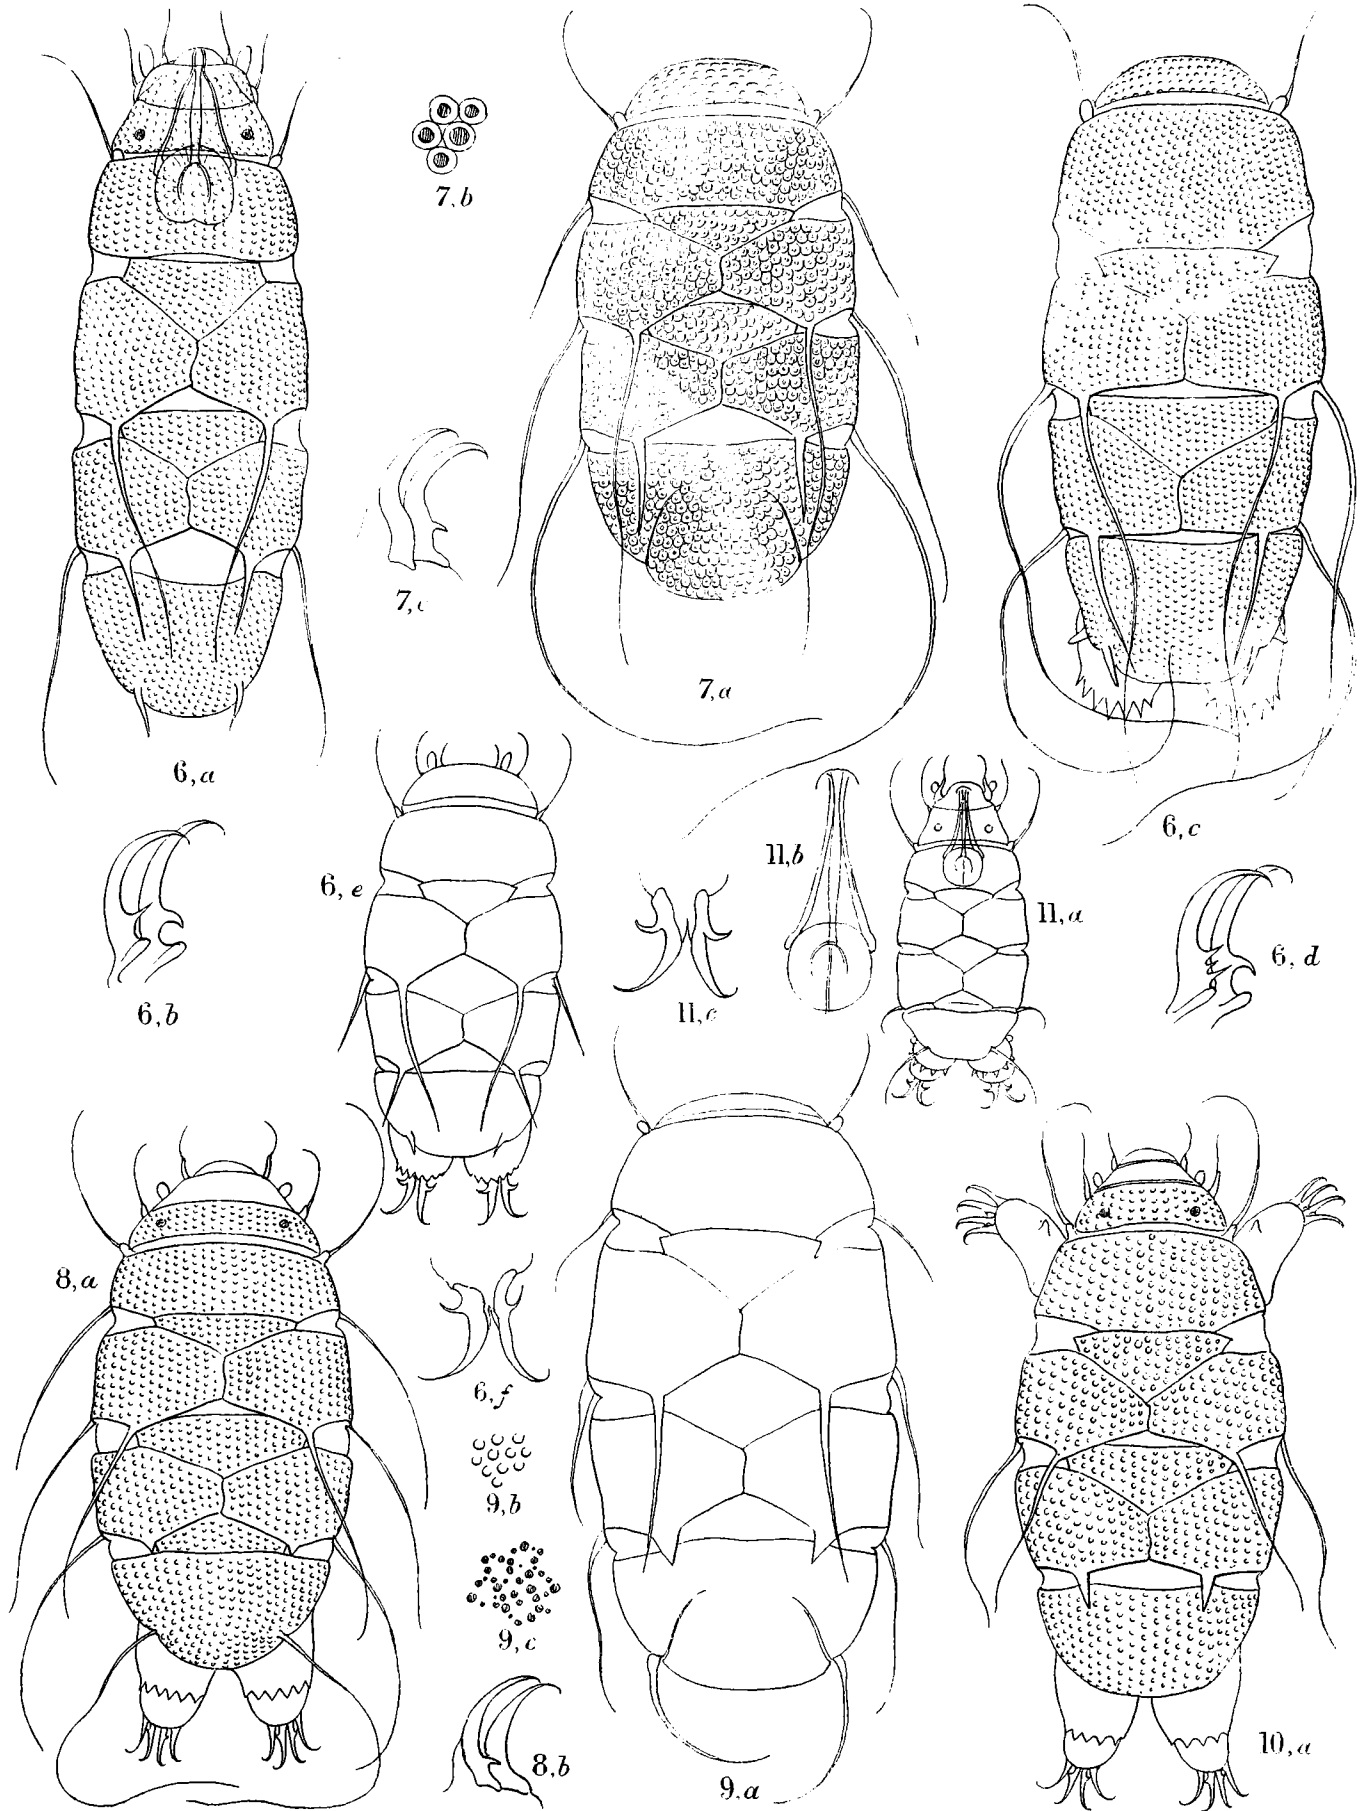 7, b
7, c
7, a
6, a
6, c
11, b
6, e
11, a
6, d
6, b
11, c
8, a
6, f
9, b
9, c
8, b
9, a
10, a